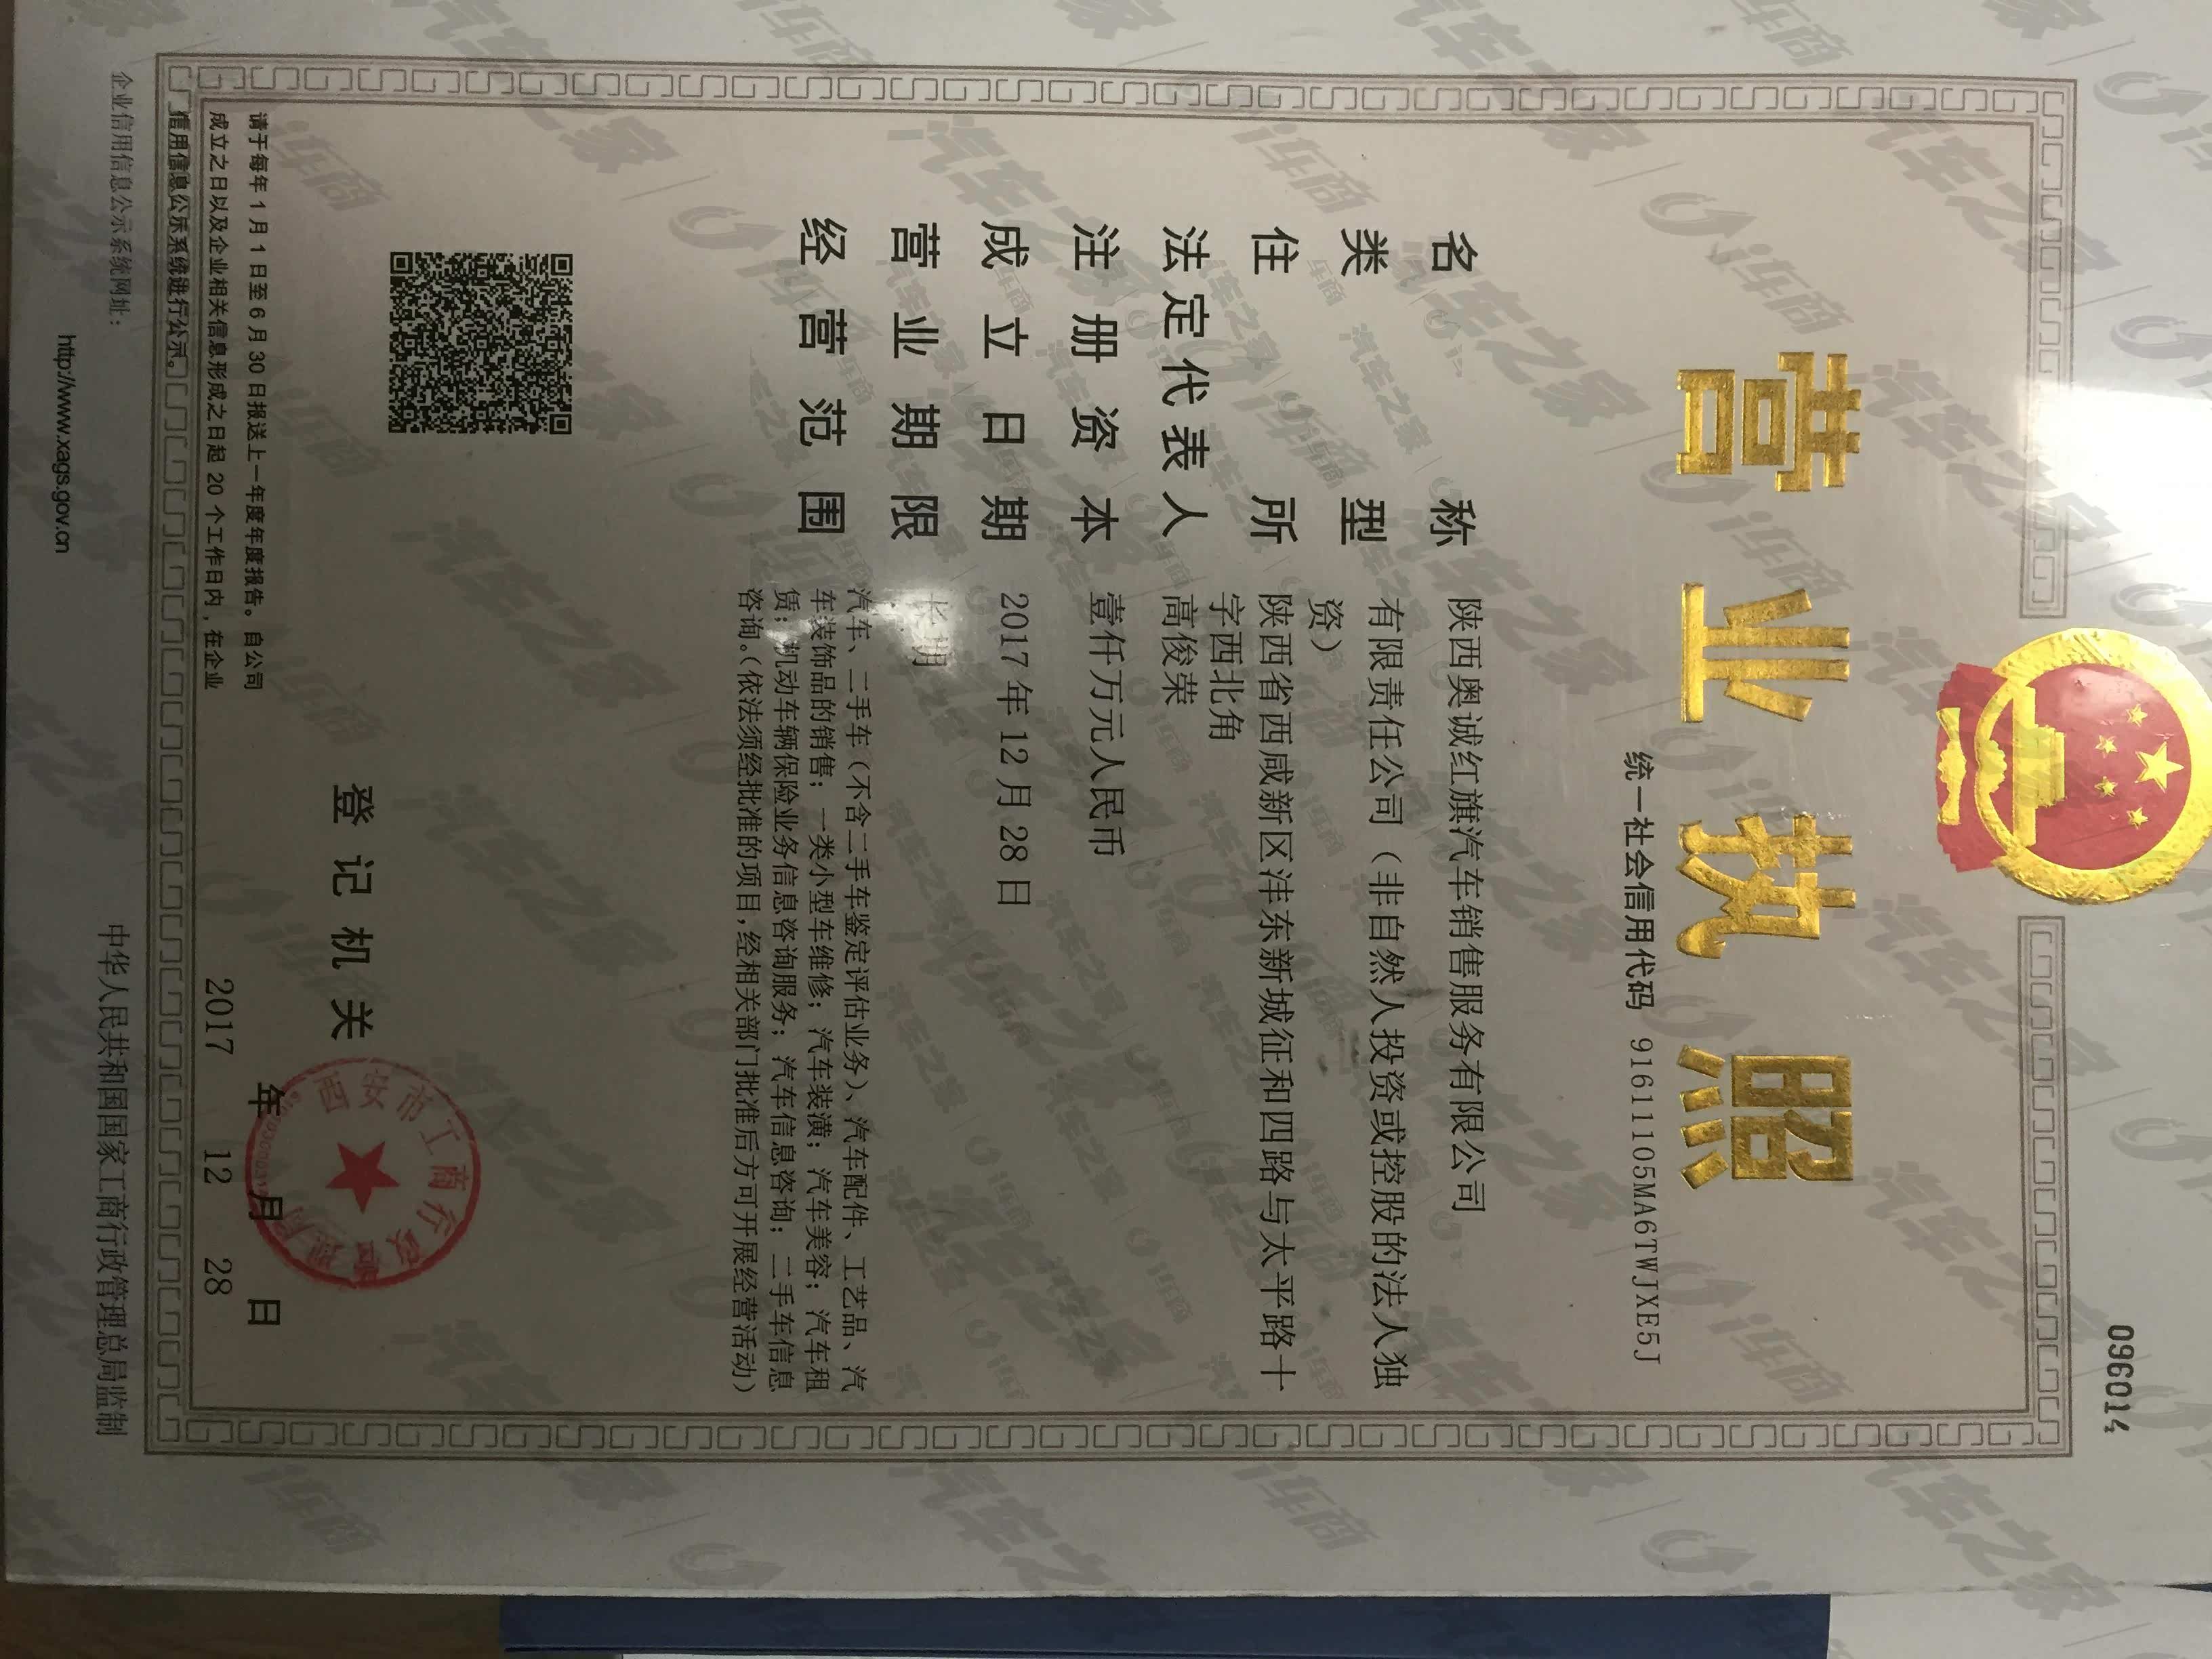 096014
营业执照
统一社会信用代码 91611105MA6TWJXE5J
名称 陕西奥诚红旗汽车销售服务有限公司
类型 有限责任公司（非自然人投资或控股的法人独
资）
住所 陕西省西咸新区沣东新城征和四路与太平路十
字西北角
法定代表人 高俊荣
注册资本 壹仟万元人民币
成立日期 2017年12月28日
营业期限 长期
经营范围 汽车、二手车（不含二手车鉴定评估业务）、汽车配件、工艺品、汽
车装饰品的销售；一类小型车维修；汽车装潢；汽车美容；汽车租
赁；机动车辆保险业务信息咨询服务；汽车信息咨询；二手车信息
咨询。（依法须经批准的项目，经相关部门批准后方可开展经营活动）
登记机关
西安市工商行政管理局
年 月 日
2017 12 28
请于每年1月1日至6月30日报送上一年度年度报告。自公司
成立之日以及企业相关信息形成之日起20个工作日内，在企业
信用信息公示系统进行公示。
企业信用信息公示系统网址：
http://www.xags.gov.cn
中华人民共和国国家工商行政管理总局监制
汽车之家 i车商